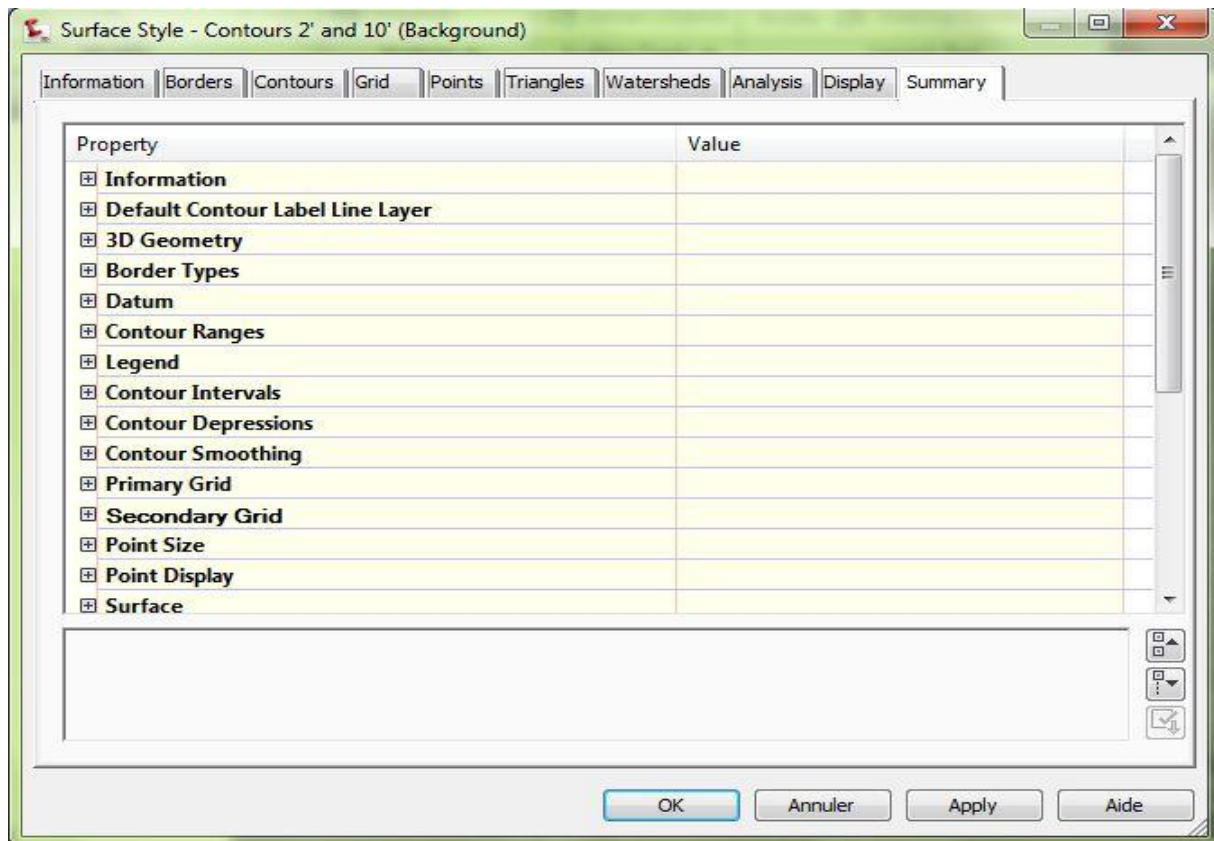 Surface Style - Contours 2' and 10' (Background)
Information Borders Contours Grid Points Triangles Watersheds Analysis Display Summary
Property Value
Information
Default Contour Label Line Layer
3D Geometry
Border Types
Datum
Contour Ranges
Legend
Contour Intervals
Contour Depressions
Contour Smoothing
Primary Grid
Secondary Grid
Point Size
Point Display
Surface
OK Annuler Apply Aide